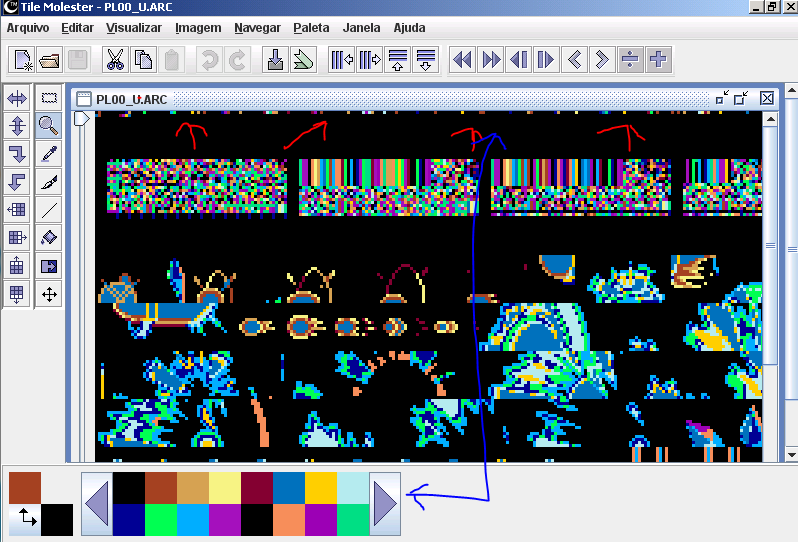 Tile Molester - PL00_U.ARC
Arquivo Editar Visualizar Imagem Navegar Paleta Janela Ajuda
PL00_U.ARC